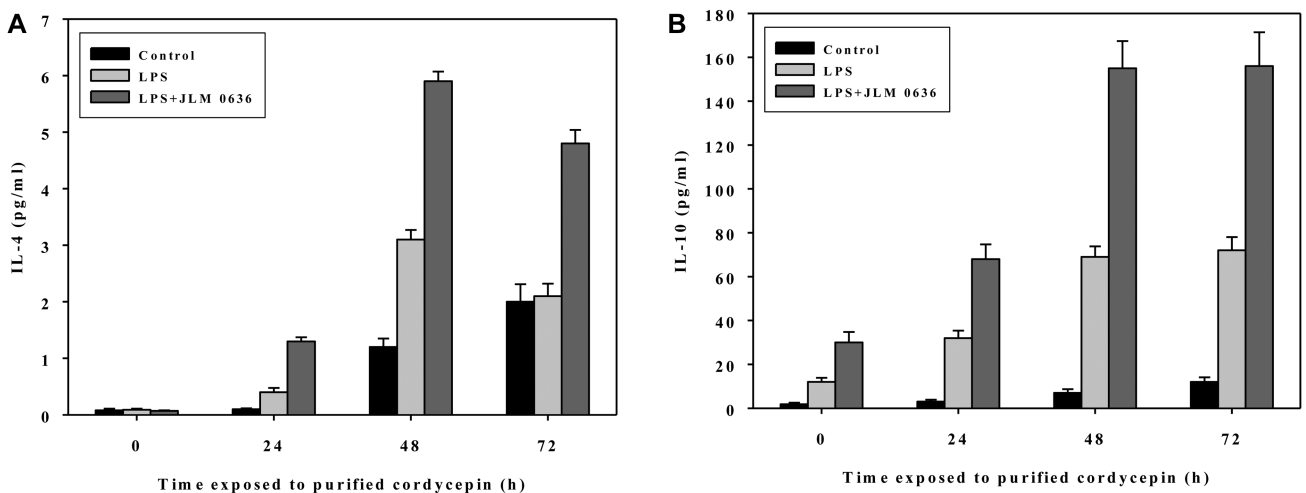 A
Control
LPS
LPS+JLM 0636
7
6
5
4
3
2
1
0
IL-4 (pg/ml)
0 24 48 72
Time exposed to purified cordycepin (h)
B
Control
LPS
LPS+JLM 0636
180
160
140
120
100
80
60
40
20
0
IL-10 (pg/ml)
0 24 48 72
Time exposed to purified cordycepin (h)